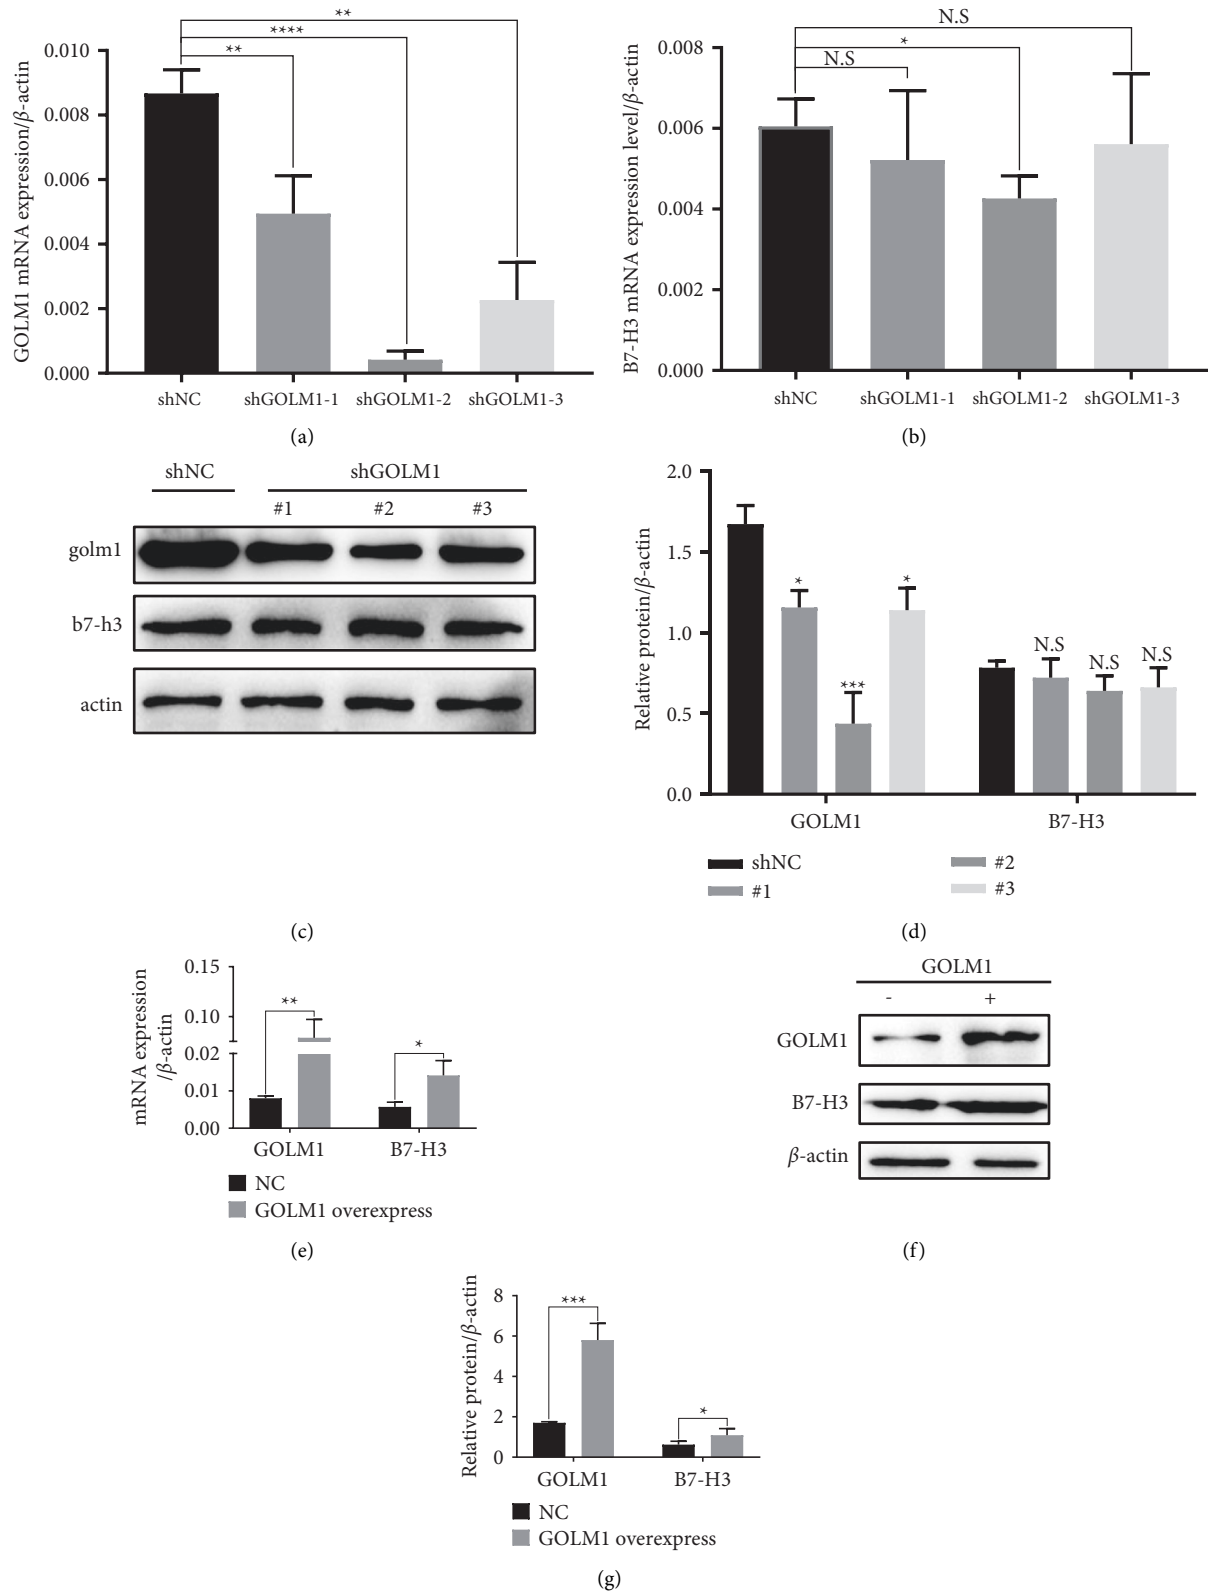 **
****
**
0.010
0.008
0.006
0.004
0.002
0.000
GOLM1 mRNA expression/β-actin
shNC shGOLM1-1 shGOLM1-2 shGOLM1-3
(a)
N.S
*
N.S
0.008
0.006
0.004
0.002
0.000
B7-H3 mRNA expression level/β-actin
shNC shGOLM1-1 shGOLM1-2 shGOLM1-3
(b)
shNC shGOLM1
#1 #2 #3
golm1
b7-h3
actin
(c)
2.0
1.5
1.0
0.5
0.0
Relative protein/β-actin
* *** *
N.S N.S N.S
GOLM1 B7-H3
shNC #2
#1 #3
(d)
0.15
0.10
0.02
0.01
0.00
mRNA expression
/β-actin
** *
GOLM1 B7-H3
NC
GOLM1 overexpress
(e)
GOLM1
- +
GOLM1
B7-H3
β-actin
(f)
8
6
4
2
0
Relative protein/β-actin
*** *
GOLM1 B7-H3
NC
GOLM1 overexpress
(g)